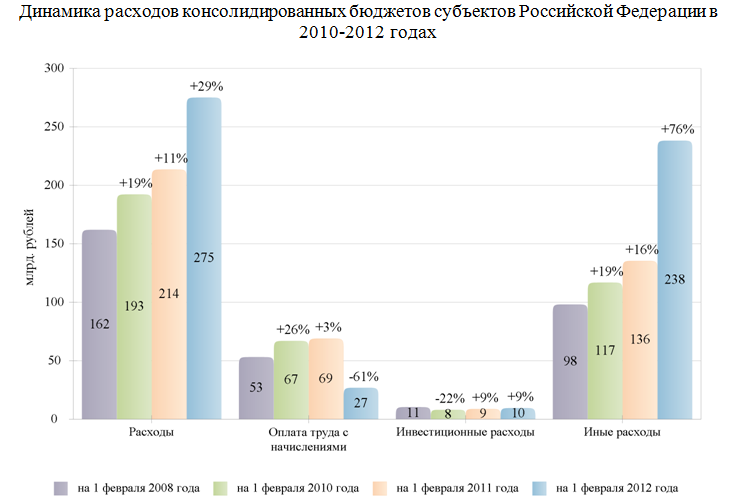 Динамика расходов консолидированных бюджетов субъектов Российской Федерации в
2010-2012 годах
млрд. рублей
300
250
200
150
100
50
0
+29%
+19%
+11%
162
193
214
275
+26%
+3%
-61%
53
67
69
27
-22%
+9%
+9%
11
8
9
10
+76%
+19%
+16%
98
117
136
238
Расходы
Оплата труда с
начислениями
Инвестиционные расходы
Иные расходы
на 1 февраля 2008 года
на 1 февраля 2010 года
на 1 февраля 2011 года
на 1 февраля 2012 года